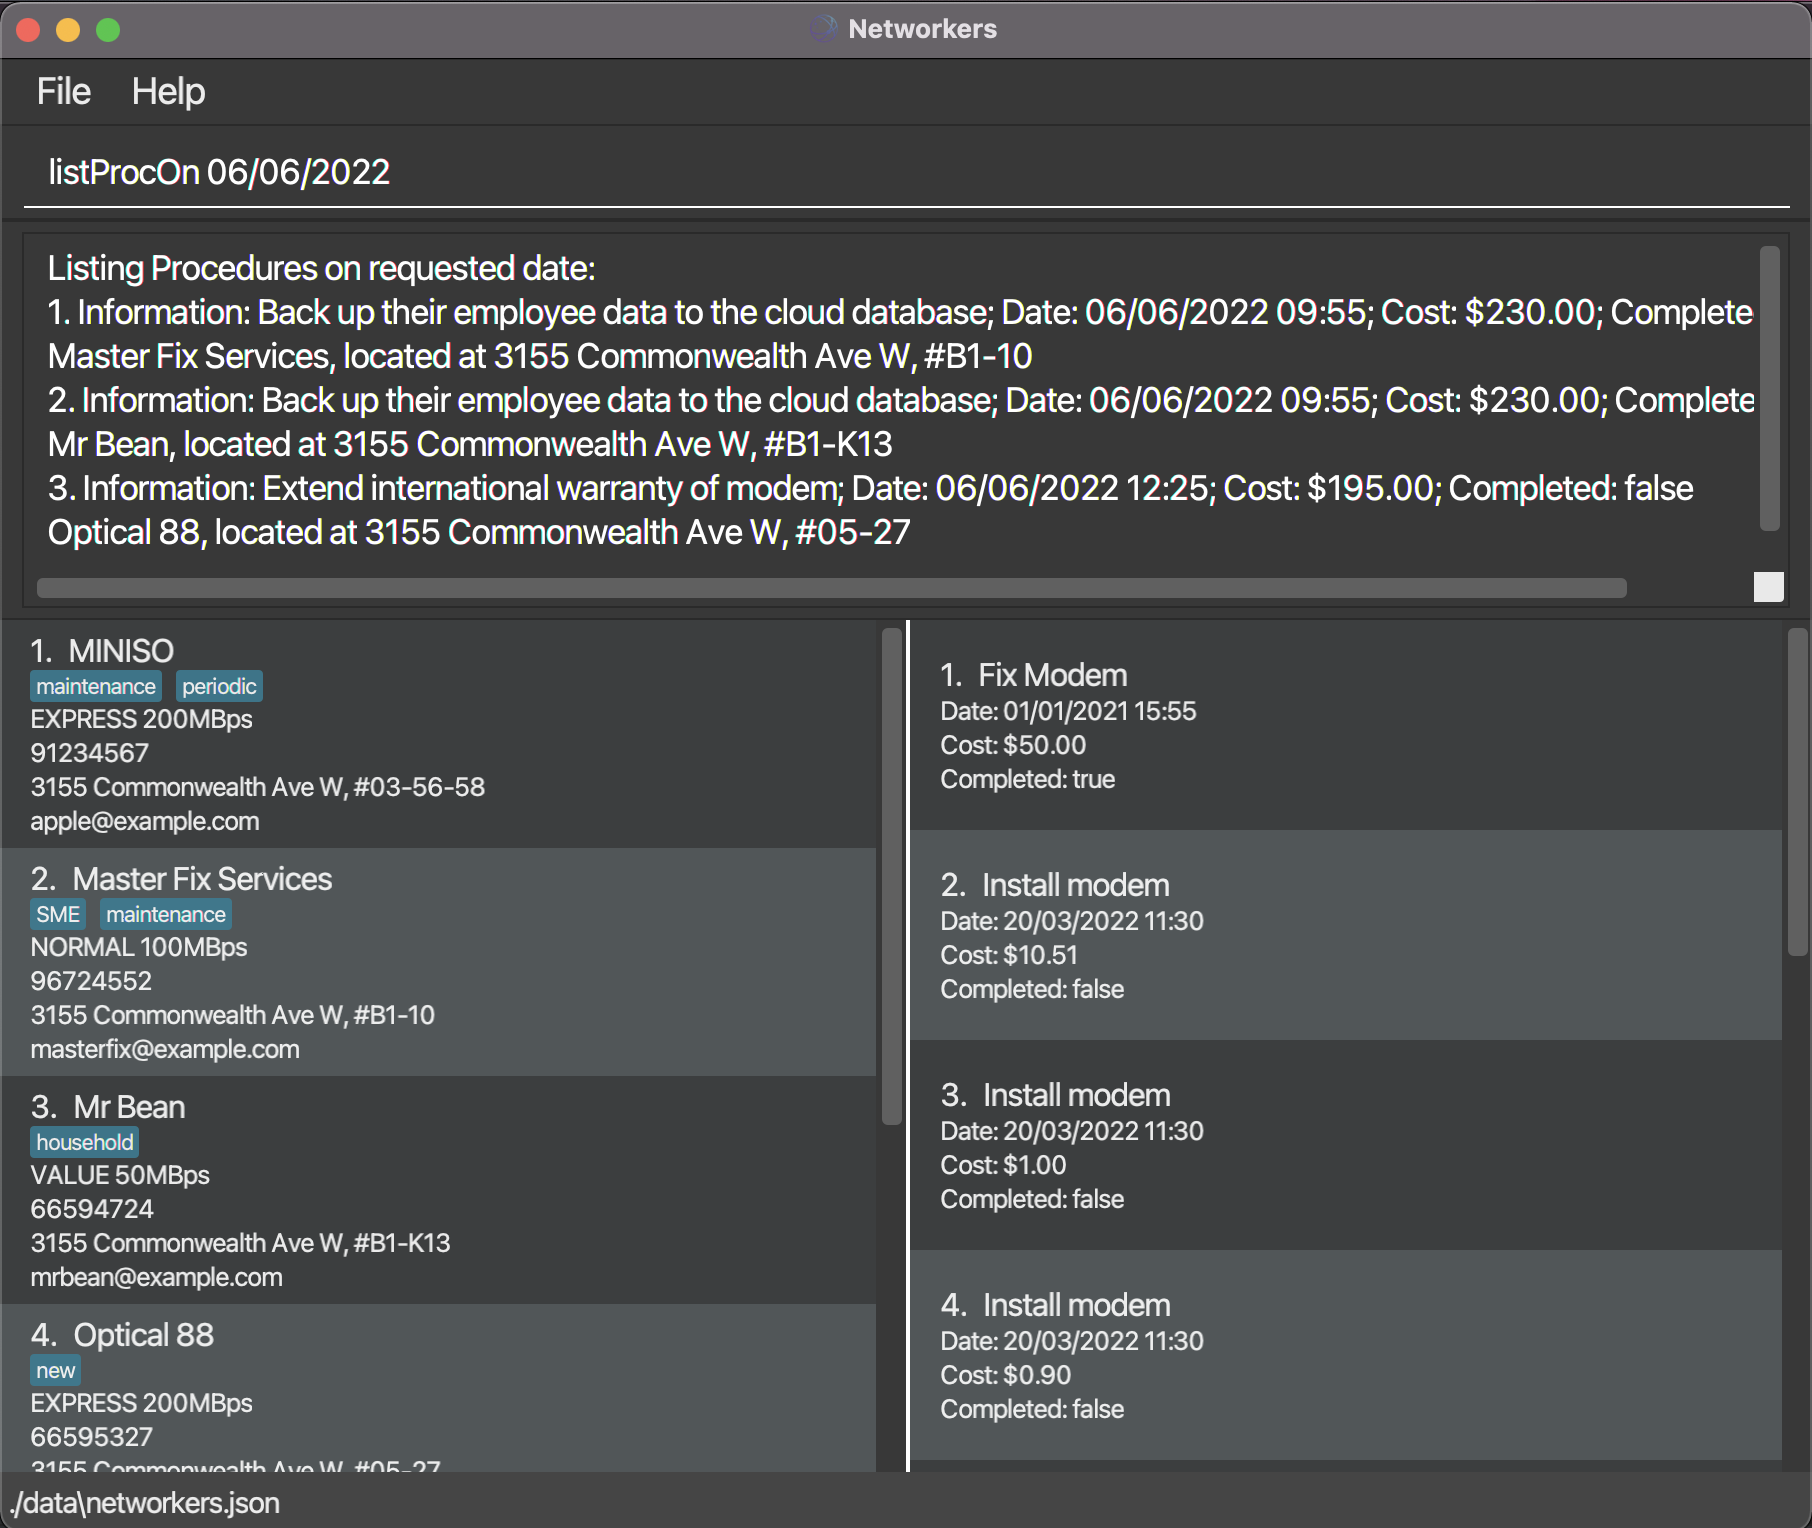 Networkers
File Help
listProcOn 06/06/2022
Listing Procedures on requested date:
1. Information: Back up their employee data to the cloud database; Date: 06/06/2022 09:55; Cost: $230.00; Complete
Master Fix Services, located at 3155 Commonwealth Ave W, #B1-10
2. Information: Back up their employee data to the cloud database; Date: 06/06/2022 09:55; Cost: $230.00; Complete
Mr Bean, located at 3155 Commonwealth Ave W, #B1-K13
3. Information: Extend international warranty of modem; Date: 06/06/2022 12:25; Cost: $195.00; Completed: false
Optical 88, located at 3155 Commonwealth Ave W, #05-27
1. MINISO
maintenance periodic
EXPRESS 200MBps
91234567
3155 Commonwealth Ave W, #03-56-58
apple@example.com
2. Master Fix Services
SME maintenance
NORMAL 100MBps
96724552
3155 Commonwealth Ave W, #B1-10
masterfix@example.com
3. Mr Bean
household
VALUE 50MBps
66594724
3155 Commonwealth Ave W, #B1-K13
mrbean@example.com
4. Optical 88
new
EXPRESS 200MBps
66595327
3155 Commonwealth Ave W, #05-27
1. Fix Modem
Date: 01/01/2021 15:55
Cost: $50.00
Completed: true
2. Install modem
Date: 20/03/2022 11:30
Cost: $10.51
Completed: false
3. Install modem
Date: 20/03/2022 11:30
Cost: $1.00
Completed: false
4. Install modem
Date: 20/03/2022 11:30
Cost: $0.90
Completed: false
./data\networkers.json